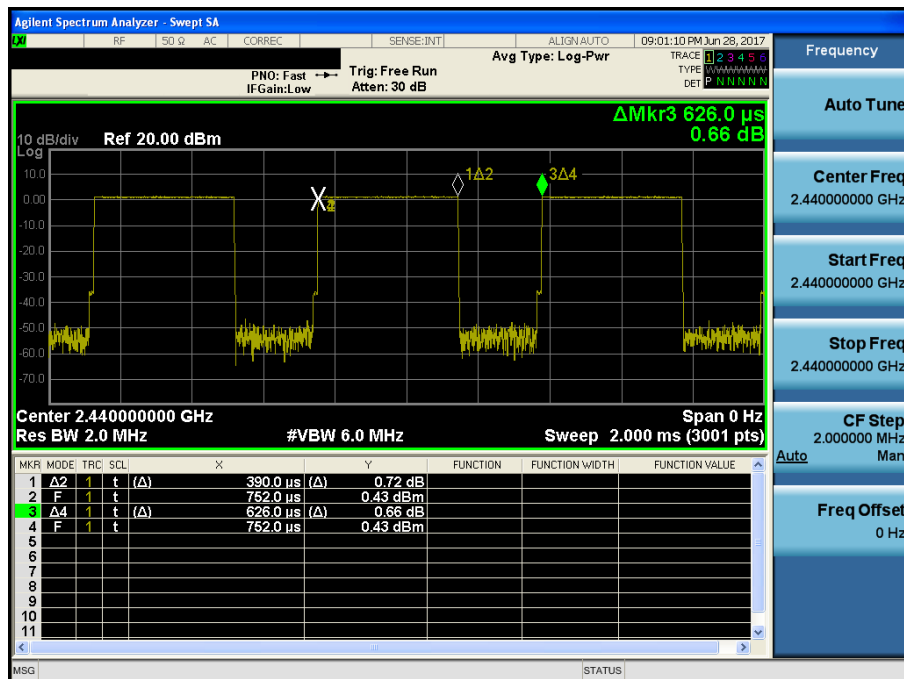 Agilent Spectrum Analyzer - Swept SA
LXI RF 50 Ω AC CORREC SENSE:INT ALIGN AUTO 09:01:10 PM Jun 28, 2017
PNO: Fast
IFGain:Low
Trig: Free Run
Atten: 30 dB
Avg Type: Log-Pwr
TRACE 1 2 3 4 5 6
TYPE
DET P N N N N N
ΔMkr3 626.0 µs
0.66 dB
10 dB/div
Log
Ref 20.00 dBm
10.0
0.00
-10.0
-20.0
-30.0
-40.0
-50.0
-60.0
-70.0
1Δ2
3Δ4
Center 2.440000000 GHz
Span 0 Hz
Res BW 2.0 MHz
#VBW 6.0 MHz
Sweep 2.000 ms (3001 pts)
MKR MODE TRC SCL X Y FUNCTION FUNCTION WIDTH FUNCTION VALUE
1 Δ2 1 t (Δ) 390.0 µs (Δ) 0.72 dB
2 F 1 t 752.0 µs 0.43 dBm
3 Δ4 1 t (Δ) 626.0 µs (Δ) 0.66 dB
4 F 1 t 752.0 µs 0.43 dBm
5
6
7
8
9
10
11
MSG
STATUS
Frequency
Auto Tune
Center Freq
2.440000000 GHz
Start Freq
2.440000000 GHz
Stop Freq
2.440000000 GHz
CF Step
2.000000 MHz
Auto Man
Freq Offset
0 Hz